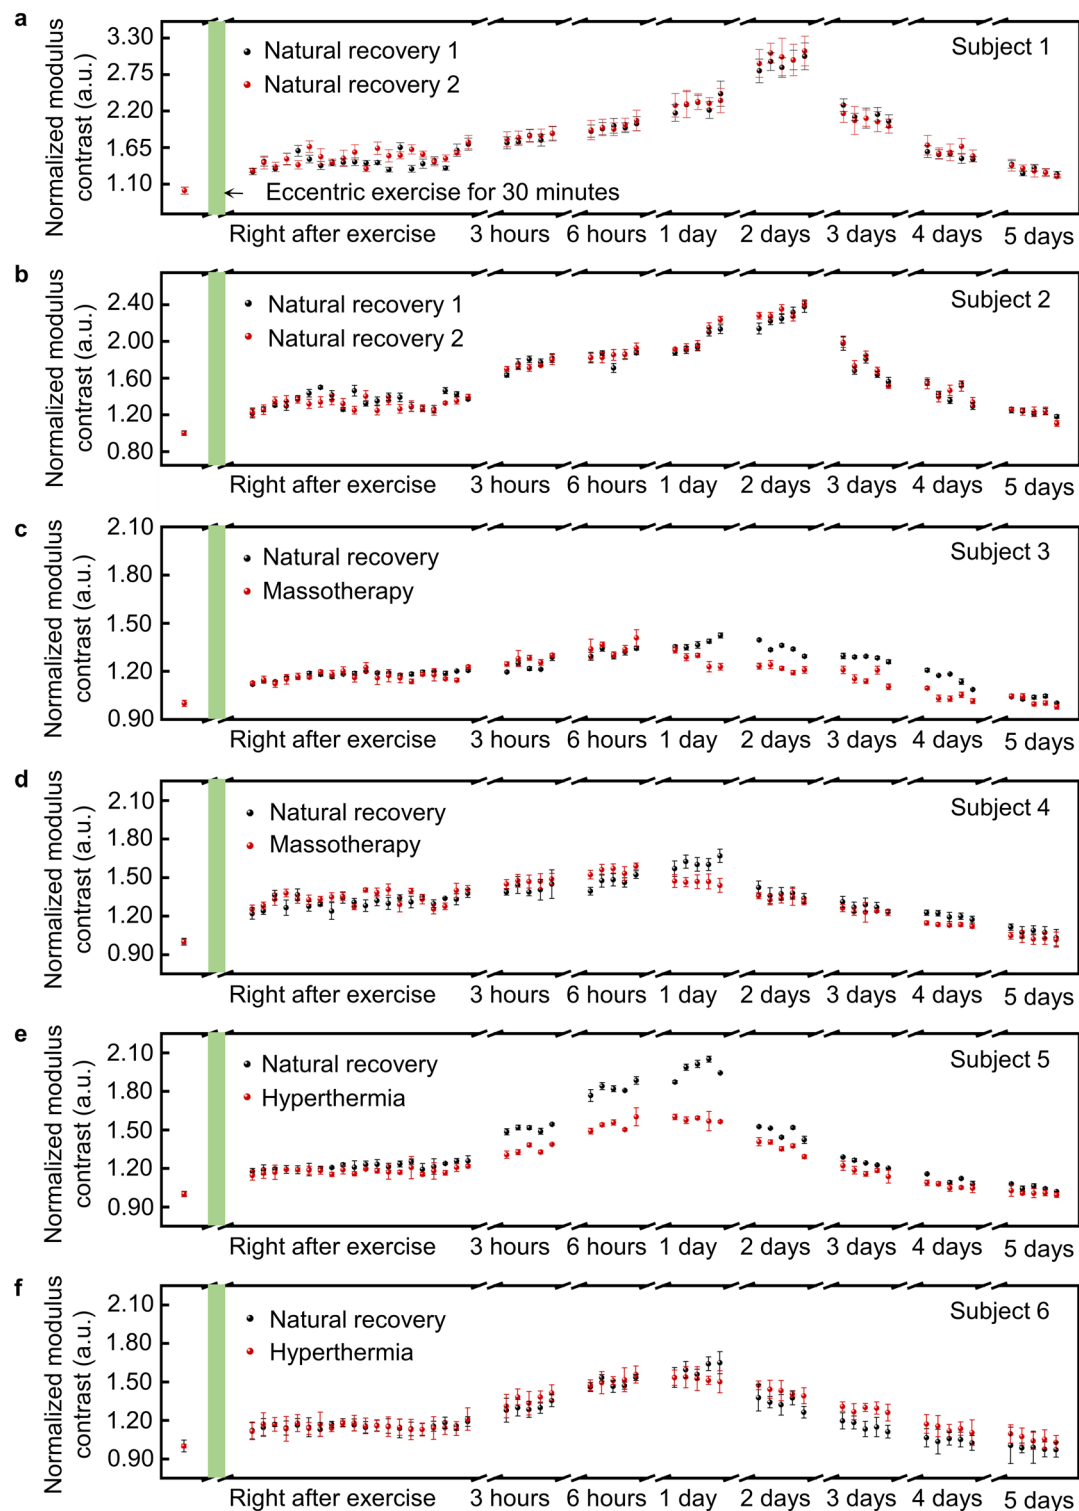 a
Normalized modulus
contrast (a.u.)
3.30
2.75
2.20
1.65
1.10
Natural recovery 1
Natural recovery 2
Subject 1
Eccentric exercise for 30 minutes
Right after exercise 3 hours 6 hours 1 day 2 days 3 days 4 days 5 days
b
Normalized modulus
contrast (a.u.)
2.40
2.00
1.60
1.20
0.80
Natural recovery 1
Natural recovery 2
Subject 2
Right after exercise 3 hours 6 hours 1 day 2 days 3 days 4 days 5 days
c
Normalized modulus
contrast (a.u.)
2.10
1.80
1.50
1.20
0.90
Natural recovery
Massotherapy
Subject 3
Right after exercise 3 hours 6 hours 1 day 2 days 3 days 4 days 5 days
d
Normalized modulus
contrast (a.u.)
2.10
1.80
1.50
1.20
0.90
Natural recovery
Massotherapy
Subject 4
Right after exercise 3 hours 6 hours 1 day 2 days 3 days 4 days 5 days
e
Normalized modulus
contrast (a.u.)
2.10
1.80
1.50
1.20
0.90
Natural recovery
Hyperthermia
Subject 5
Right after exercise 3 hours 6 hours 1 day 2 days 3 days 4 days 5 days
f
Normalized modulus
contrast (a.u.)
2.10
1.80
1.50
1.20
0.90
Natural recovery
Hyperthermia
Subject 6
Right after exercise 3 hours 6 hours 1 day 2 days 3 days 4 days 5 days